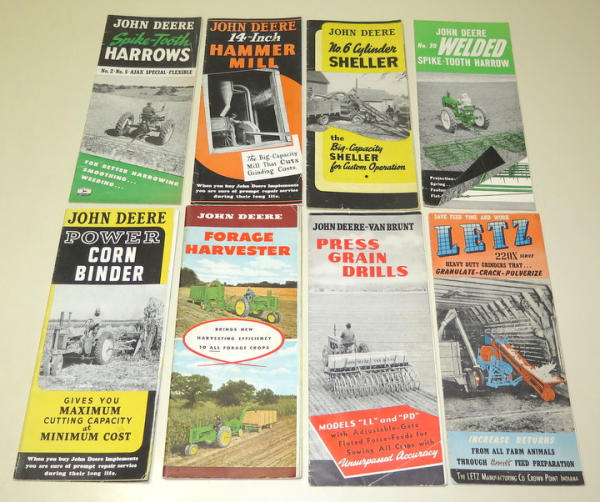 JOHN DEERE
Spike-Tooth
HARROWS
No. 2 - No. 5 - AJAX SPECIAL - FLEXIBLE
FOR BETTER HARROWING
SMOOTHING...
WEEDING...
JOHN DEERE
14-Inch
HAMMER
MILL
The Big-Capacity
Mill That Cuts
Grinding Costs.
When you buy John Deere Implements
you are sure of prompt repair service
during their long life.
JOHN DEERE
No. 6 Cylinder
SHELLER
the
Big-Capacity
SHELLER
for Custom Operation
JOHN DEERE
No. 30 WELDED
SPIKE-TOOTH HARROW
JOHN DEERE
POWER
CORN
BINDER
GIVES YOU
MAXIMUM
CUTTING CAPACITY
at
MINIMUM COST
When you buy John Deere Implements
you are sure of prompt repair service
during their long life.
JOHN DEERE
FORAGE
HARVESTER
BRINGS NEW
HARVESTING EFFICIENCY
TO ALL FORAGE CROPS
JOHN DEERE-VAN BRUNT
PRESS
GRAIN
DRILLS
MODELS "LL" and "PD"
with Adjustable-Gate
Fluted Force-Feeds for
Sowing All Crops with
Unsurpassed Accuracy
SAVE FEED TIME AND WORK
LETZ
220X SERIES
HEAVY DUTY GRINDERS THAT...
GRANULATE-CRACK-PULVERIZE
INCREASE RETURNS
FROM ALL FARM ANIMALS
THROUGH Correct FEED PREPARATION
THE LETZ MANUFACTURING CO. CROWN POINT INDIANA